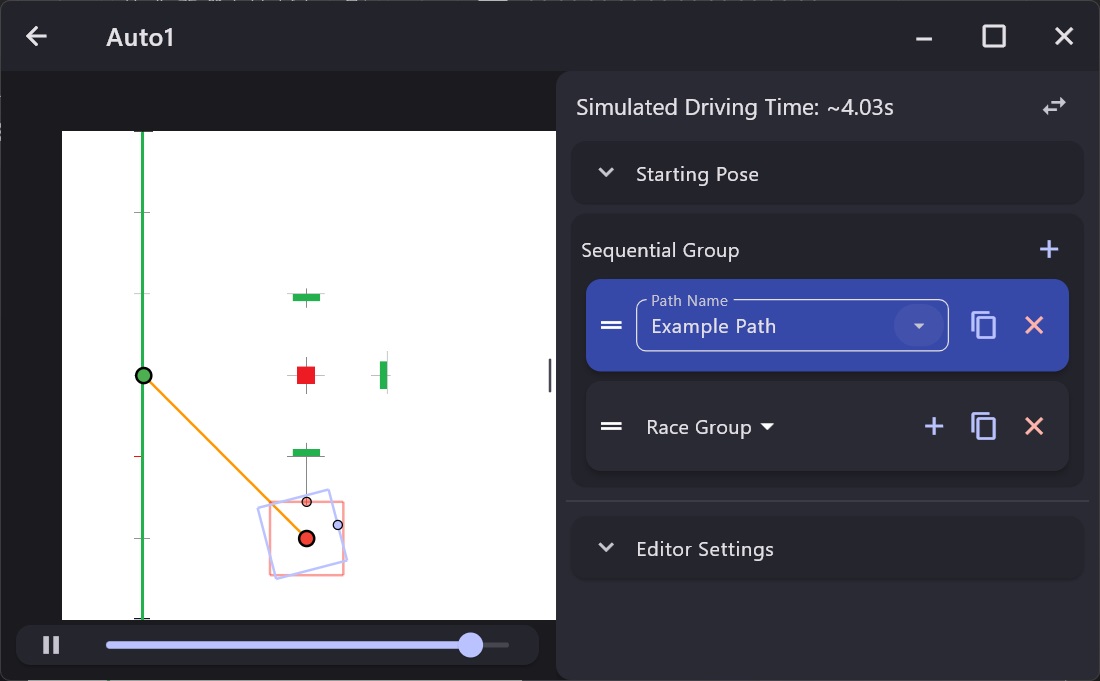 Auto1
Simulated Driving Time: ~4.03s
Starting Pose
Sequential Group
Path Name
Example Path
Race Group
Editor Settings